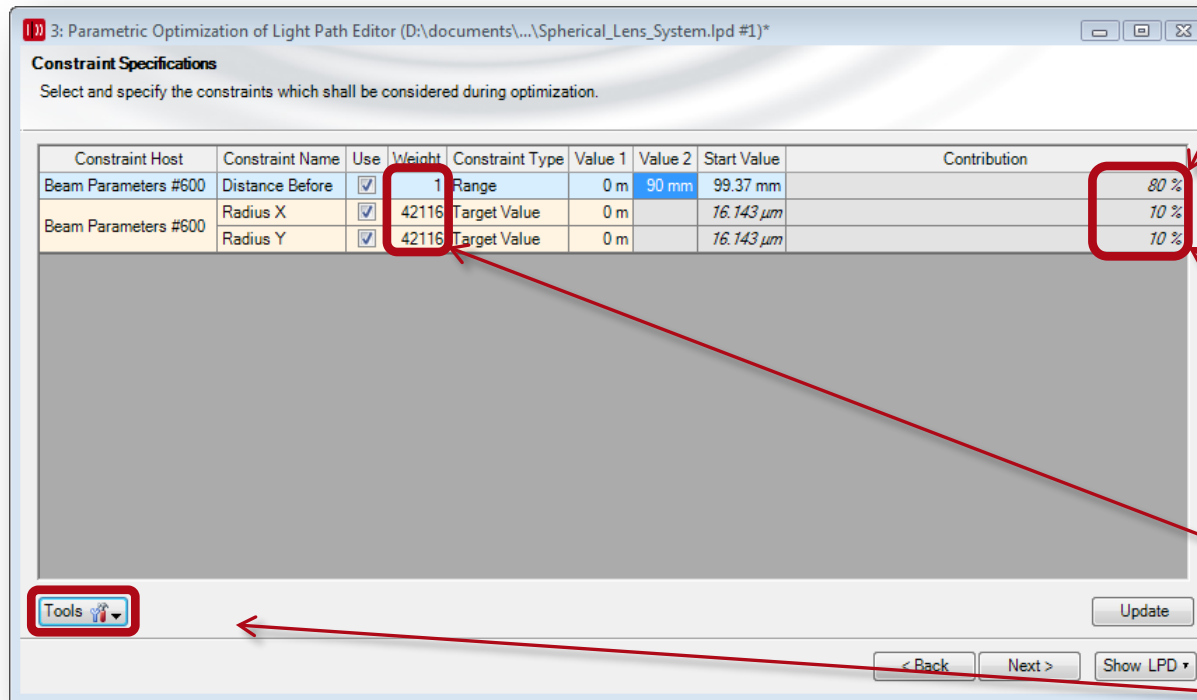 3: Parametric Optimization of Light Path Editor (D:\documents\...\Spherical_Lens_System.lpd #1)*
Constraint Specifications
Select and specify the constraints which shall be considered during optimization.
Constraint Host Constraint Name Use Weight Constraint Type Value 1 Value 2 Start Value Contribution
Beam Parameters #600 Distance Before 1 Range 0 m 90 mm 99.37 mm 80 %
Beam Parameters #600 Radius X 42116 Target Value 0 m 16.143 µm 10 %
Radius Y 42116 Target Value 0 m 16.143 µm 10 %
Tools Update
< Back Next > Show LPD